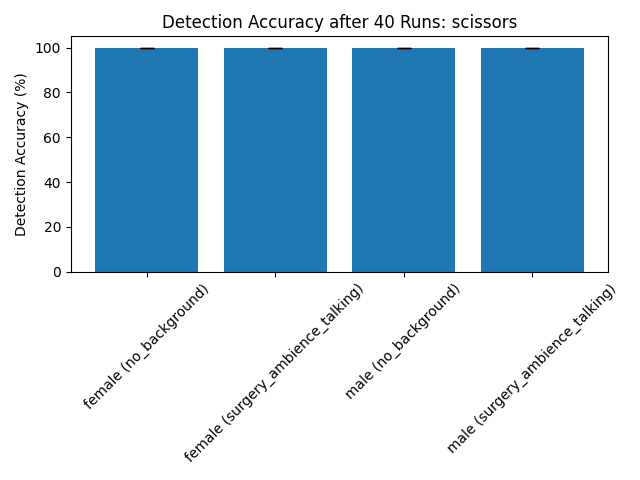 Detection Accuracy after 40 Runs: scissors
Detection Accuracy (%)
100
80
60
40
20
0
female (no_background)
female (surgery_ambience_talking)
male (no_background)
male (surgery_ambience_talking)